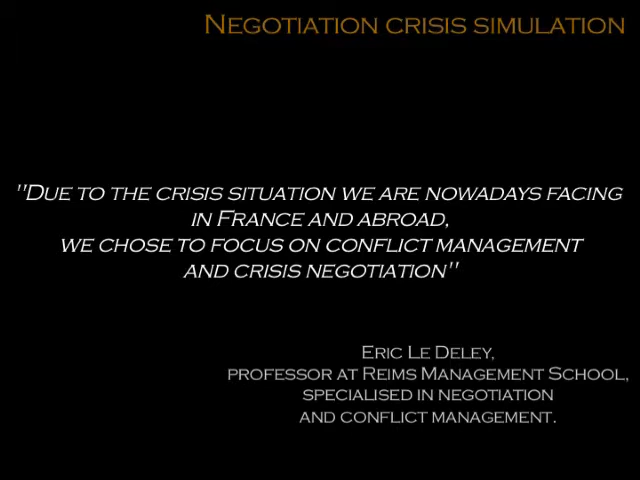 Negotiation crisis simulation
"Due to the crisis situation we are nowadays facing
in France and abroad,
we chose to focus on conflict management
and crisis negotiation"
Eric Le Deley,
professor at Reims Management School,
specialised in negotiation
and conflict management.